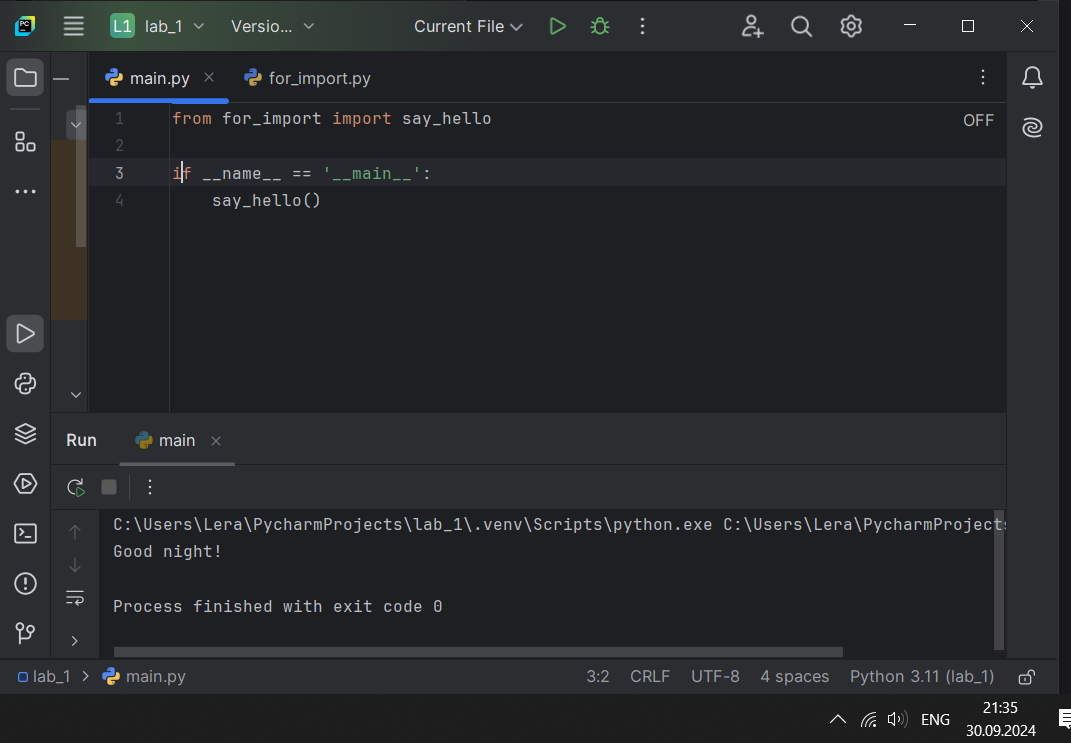 PC L1 lab_1 Versio... Current File
main.py for_import.py
1 from for_import import say_hello OFF
2
3 if __name__ == '__main__':
4 say_hello()
Run main
C:\Users\Lera\PycharmProjects\lab_1\.venv\Scripts\python.exe C:\Users\Lera\PycharmProjects
Good night!
Process finished with exit code 0
lab_1 > main.py 3:2 CRLF UTF-8 4 spaces Python 3.11 (lab_1)
ENG 21:35
30.09.2024